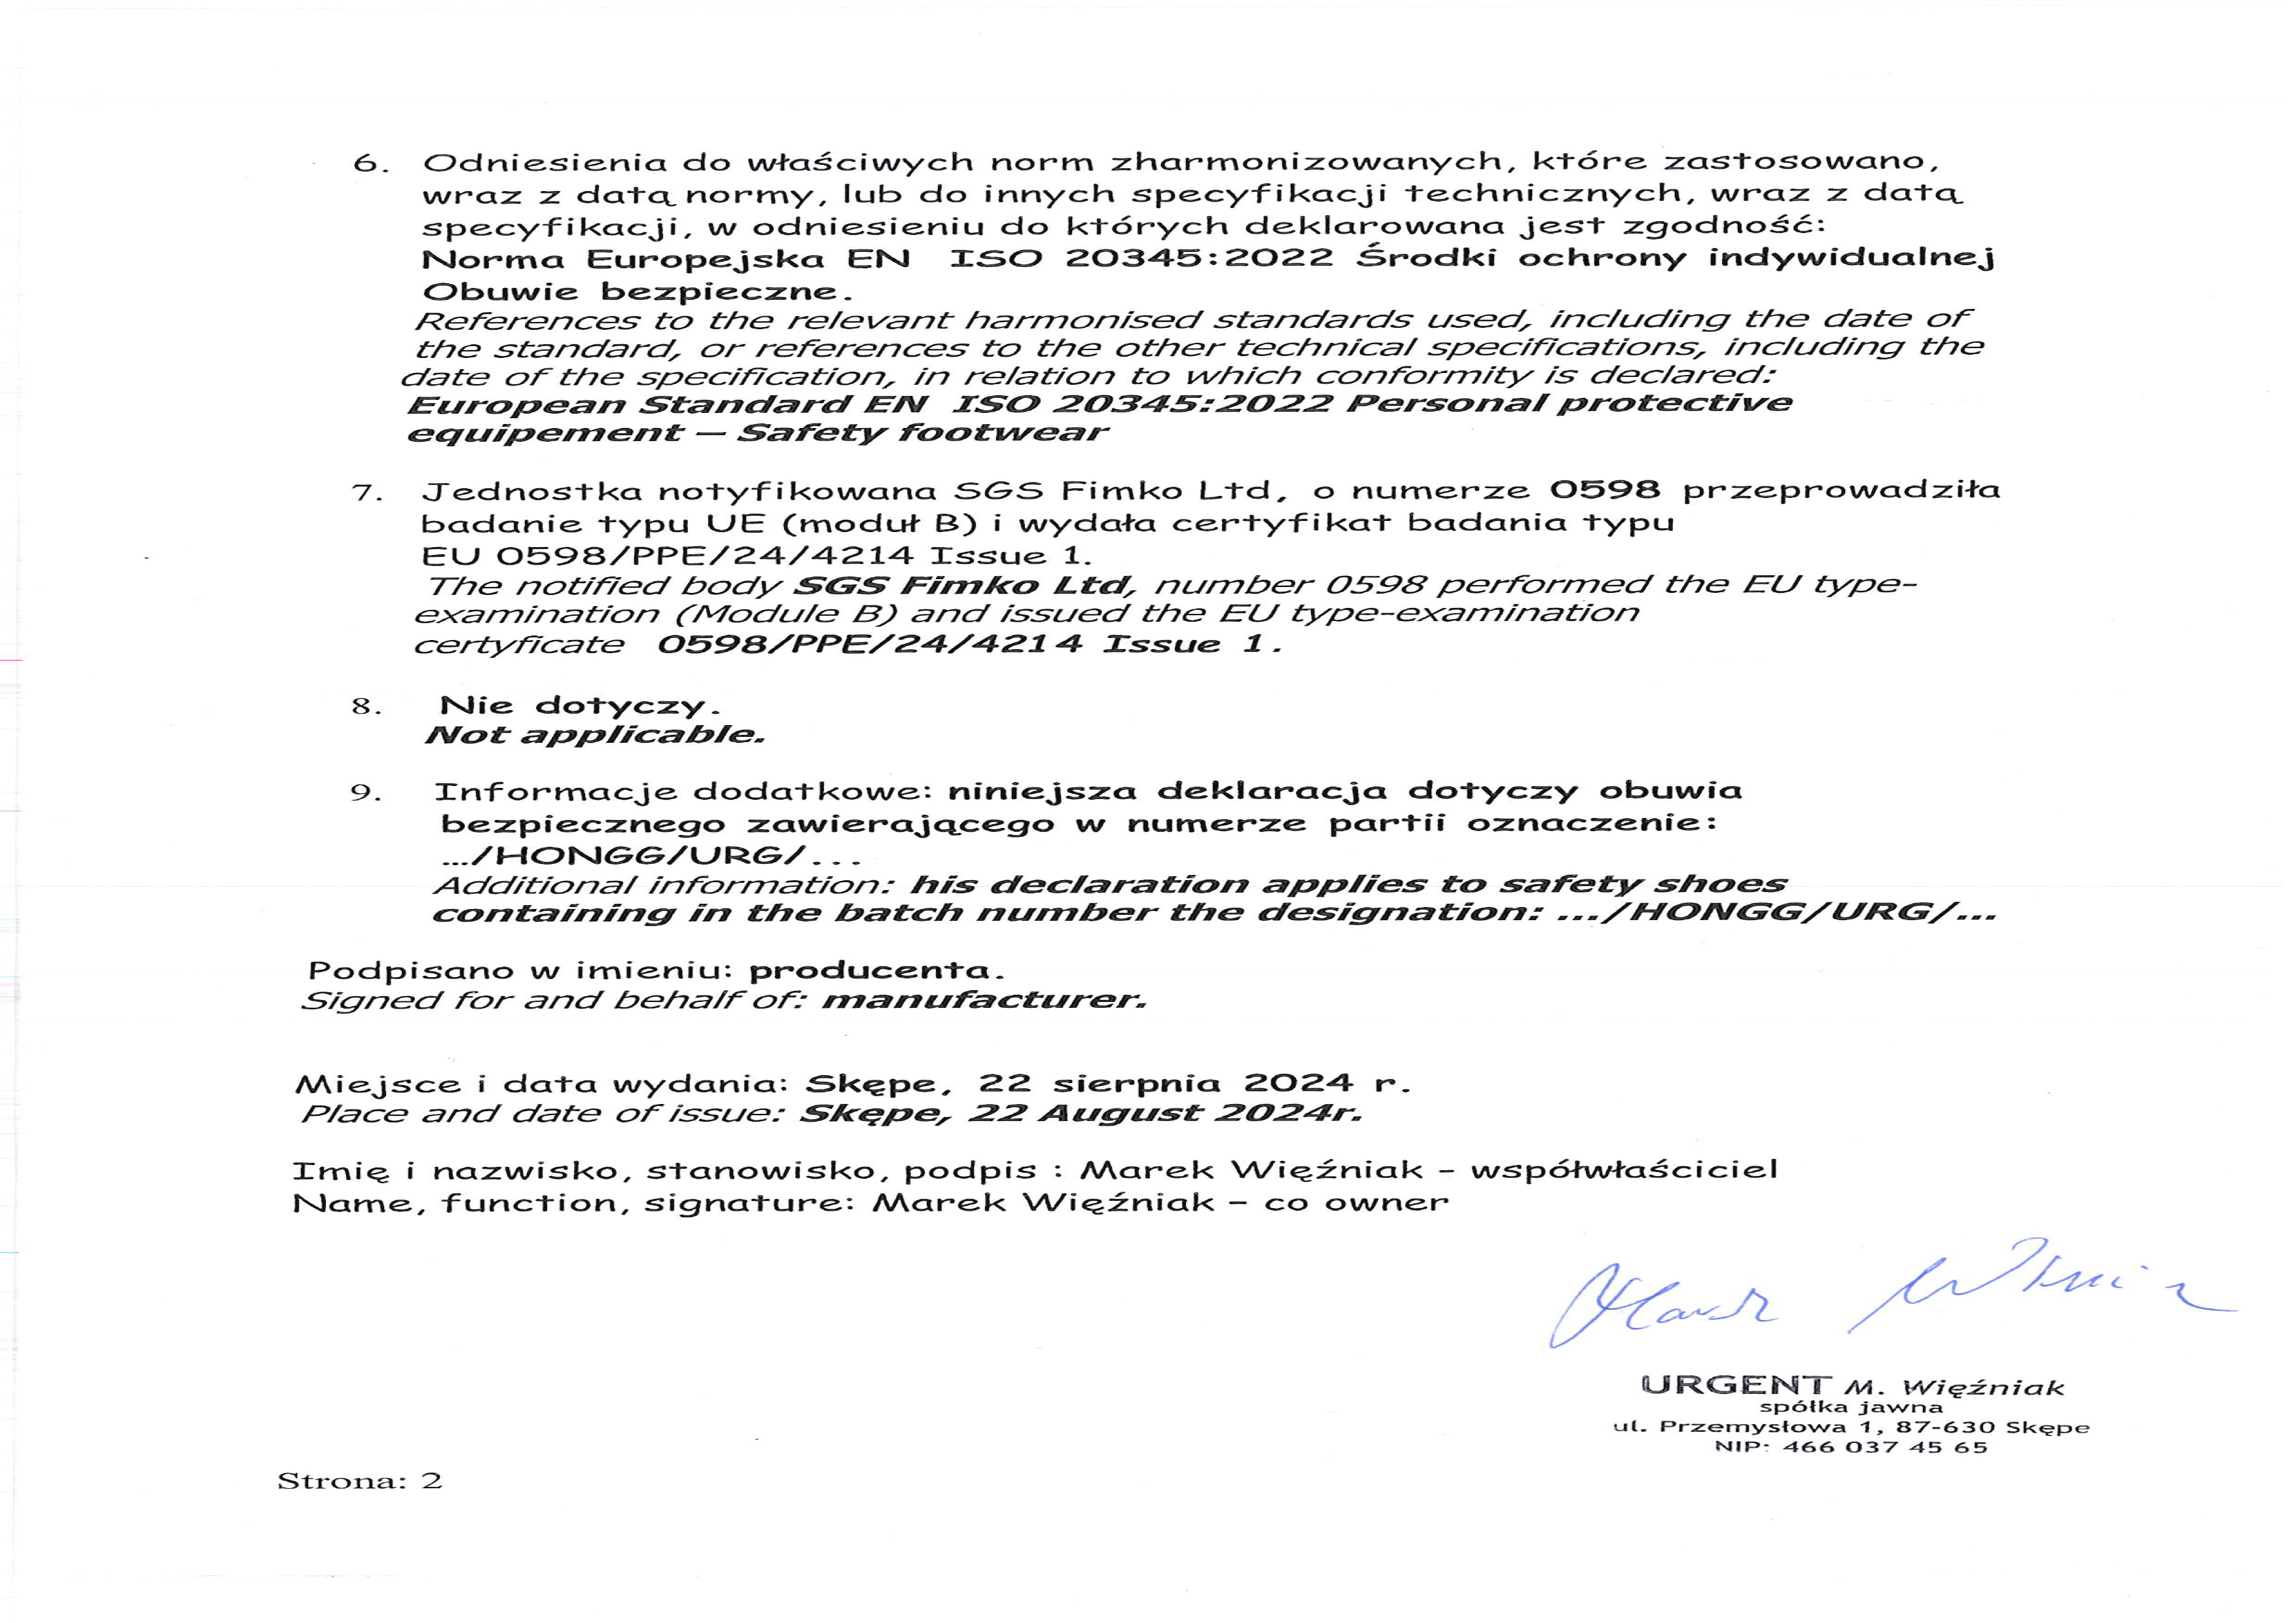 6. Odniesienia do właściwych norm zharmonizowanych, które zastosowano,
wraz z datą normy, lub do innych specyfikacji technicznych, wraz z datą
specyfikacji, w odniesieniu do których deklarowana jest zgodność:
Norma Europejska EN ISO 20345:2022 Środki ochrony indywidualnej
Obuwie bezpieczne.
References to the relevant harmonised standards used, including the date of
the standard, or references to the other technical specifications, including the
date of the specification, in relation to which conformity is declared:
European Standard EN ISO 20345:2022 Personal protective
equipement – Safety footwear
7. Jednostka notyfikowana SGS Fimko Ltd, o numerze 0598 przeprowadziła
badanie typu UE (moduł B) i wydała certyfikat badania typu
EU 0598/PPE/24/4214 Issue 1.
The notified body SGS Fimko Ltd, number 0598 performed the EU type-
examination (Module B) and issued the EU type-examination
certyficate 0598/PPE/24/4214 Issue 1.
8. Nie dotyczy.
Not applicable.
9. Informacje dodatkowe: niniejsza deklaracja dotyczy obuwia
bezpiecznego zawierającego w numerze partii oznaczenie:
…/HONGG/URG/...
Additional information: his declaration applies to safety shoes
containing in the batch number the designation: .../HONGG/URG/...
Podpisano w imieniu: producenta.
Signed for and behalf of: manufacturer.
Miejsce i data wydania: Skępe, 22 sierpnia 2024 r.
Place and date of issue: Skępe, 22 August 2024r.
Imię i nazwisko, stanowisko, podpis : Marek Więźniak - współwłaściciel
Name, function, signature: Marek Więźniak – co owner
URGENT M. Więźniak
spółka jawna
ul. Przemysłowa 1, 87-630 Skępe
NIP: 466 037 45 65
Strona: 2